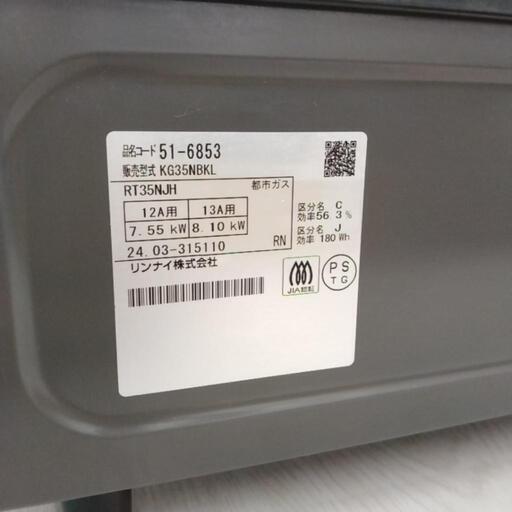 品名コード 51-6853
販売型式 KG35NBKL
RT35NJH 都市ガス
12A用 13A用
7.55 kW 8.10 kW
区分名 C
効率56.3 %
区分名 J
効率 180 Wh
24.03-315110 RN
リンナイ株式会社
JIA認証
PS
TG